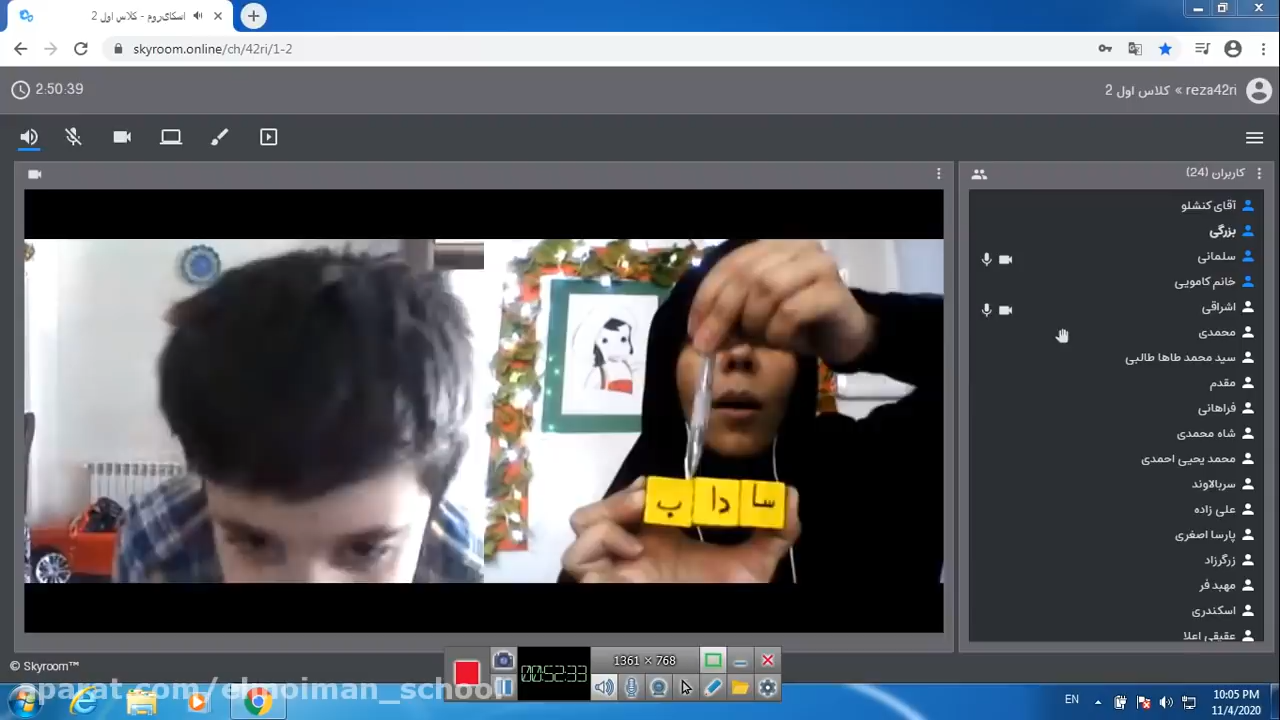 اسکای‌روم - کلاس اول 2
skyroom.online/ch/42ri/1-2
2:50:39
reza42ri » کلاس اول 2
کاربران (24)
آقای کنشلو
بزرگی
سلمانی
خانم کامویی
اشراقی
محمدی
سید محمد طاها طالبی
مقدم
فراهانی
شاه محمدی
محمد یحیی احمدی
سربالاوند
علی زاده
پارسا اصغری
زرگرزاد
مهبد فر
اسکندری
عقیقی اعلا
سا دا ب
© Skyroom™
1361 × 768
00:52:33
aparat.com/ehnoiman_school
EN
10:05 PM
11/4/2020